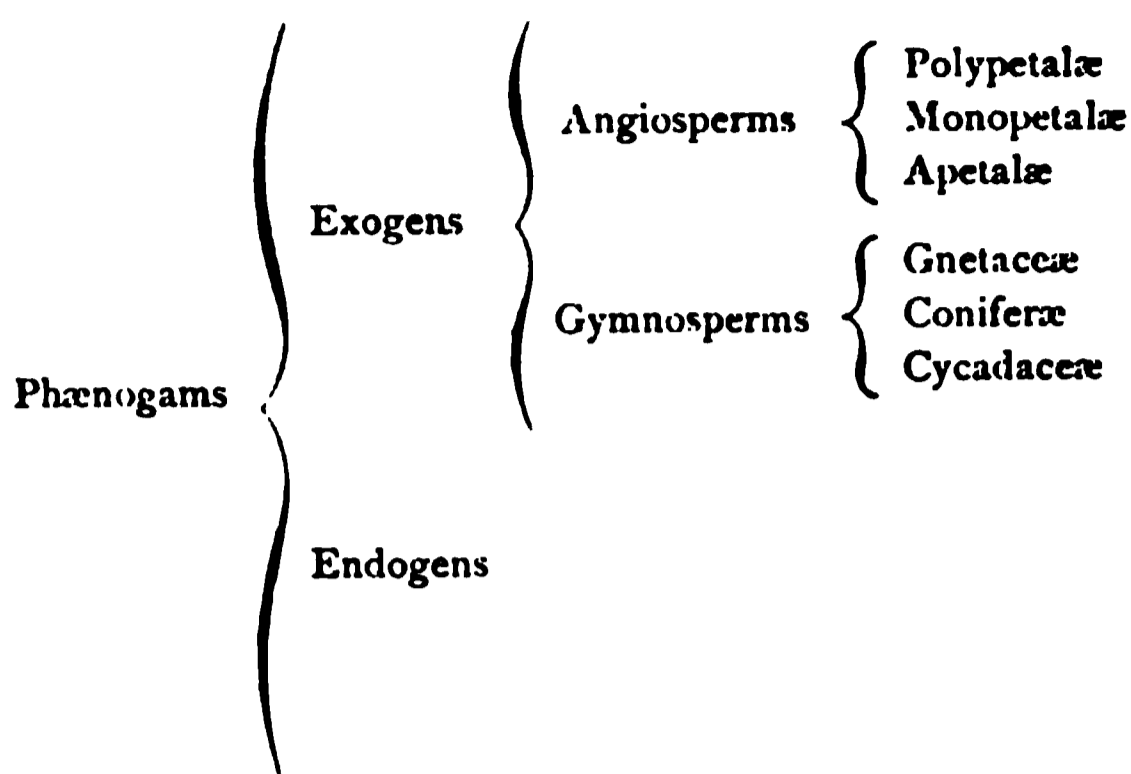 Polypetalæ
Angiosperms
Monopetalæ
Apetalæ
Exogens
Gnetaceæ
Gymnosperms
Coniferæ
Cycadaceæ
Phænogams
Endogens